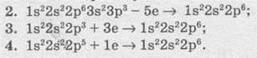 2. 1s²2s²2p⁶3s²3p³ – 5e → 1s²2s²2p⁶;
3. 1s²2s²2p³ + 3e → 1s²2s²2p⁶;
4. 1s²2s²2p⁵ + 1e → 1s²2s²2p⁶.